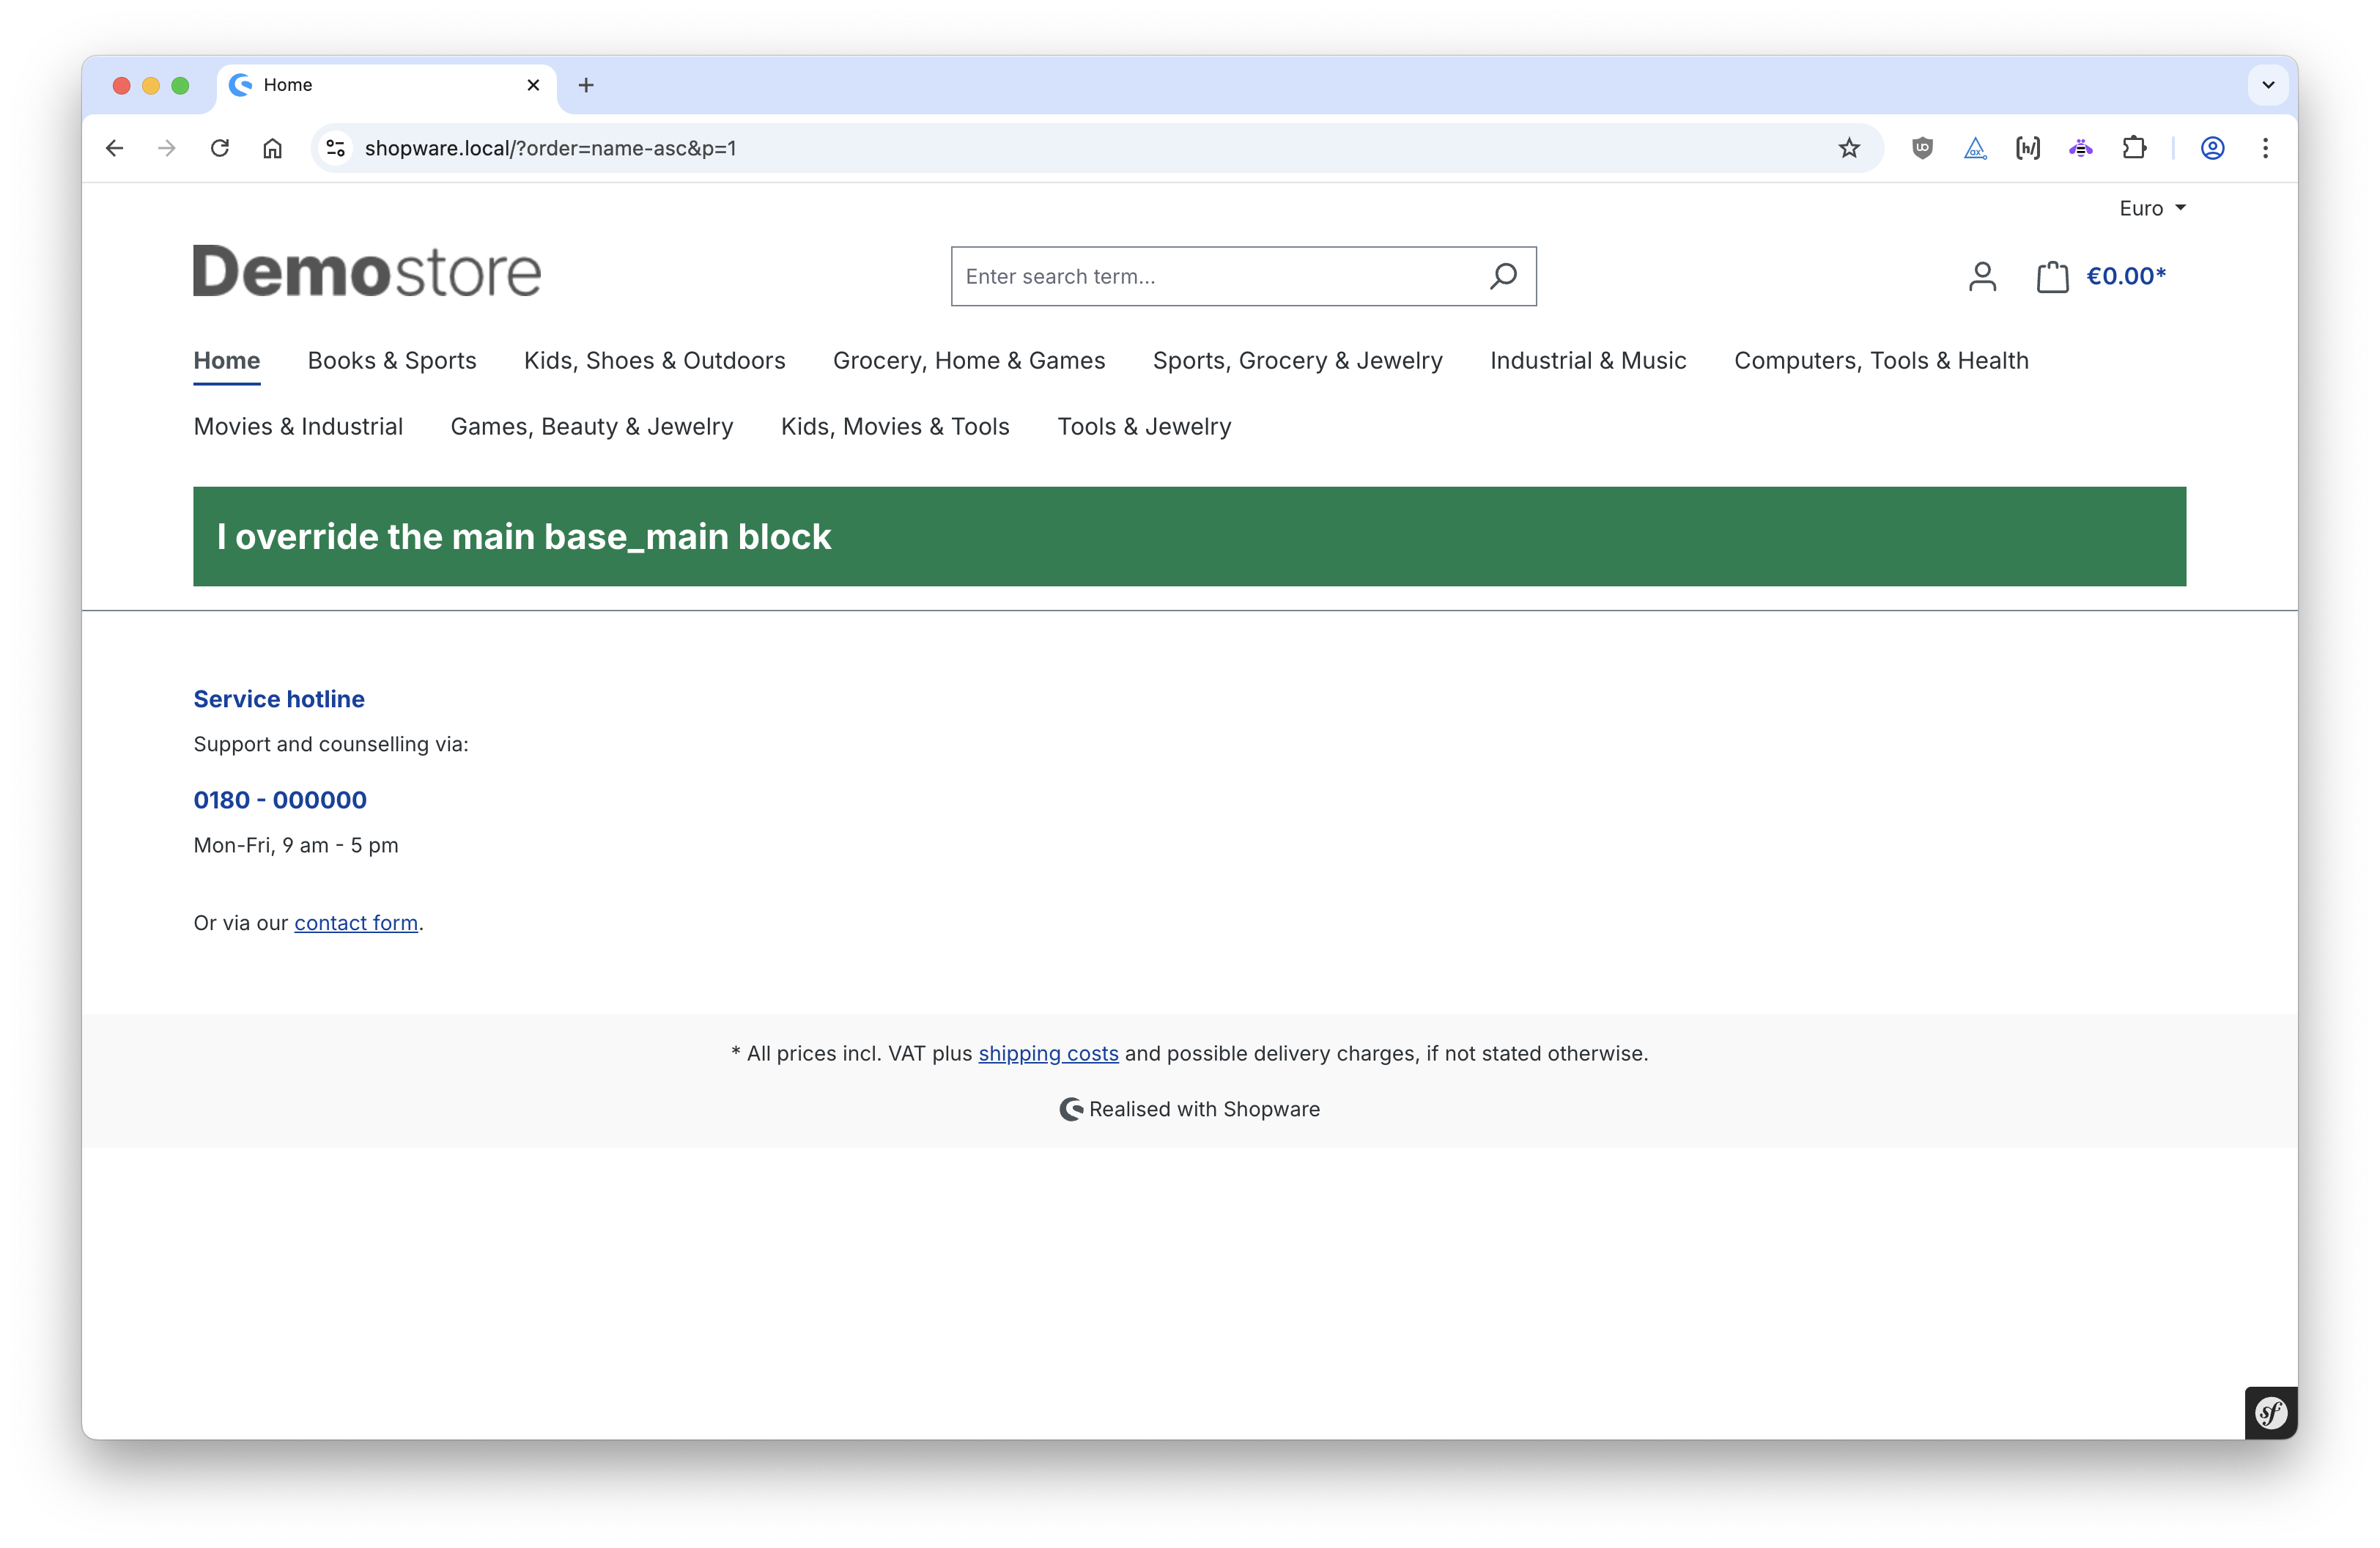 Home
shopware.local/?order=name-asc&p=1
Euro
Demostore
Enter search term...
€0.00*
Home Books & Sports Kids, Shoes & Outdoors Grocery, Home & Games Sports, Grocery & Jewelry Industrial & Music Computers, Tools & Health
Movies & Industrial Games, Beauty & Jewelry Kids, Movies & Tools Tools & Jewelry
I override the main base_main block
Service hotline
Support and counselling via:
0180 - 000000
Mon-Fri, 9 am - 5 pm
Or via our contact form.
* All prices incl. VAT plus shipping costs and possible delivery charges, if not stated otherwise.
Realised with Shopware
sf